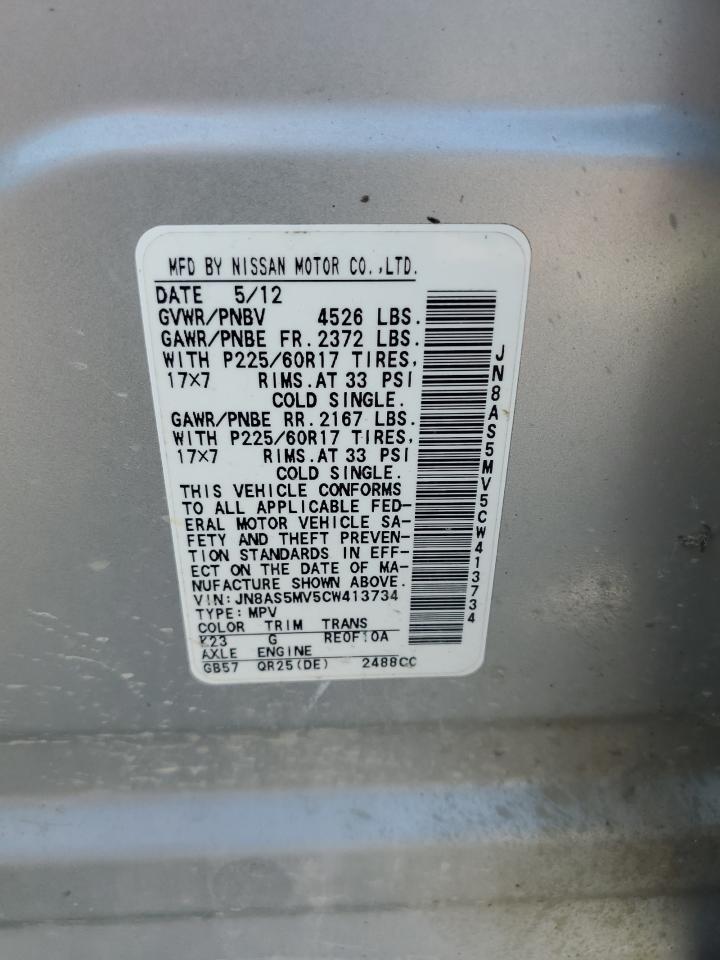 MFD BY NISSAN MOTOR CO.,LTD.
DATE 5/12
GVWR/PNBV 4526 LBS.
GAWR/PNBE FR.2372 LBS.
WITH P225/60R17 TIRES,
17×7 RIMS.AT 33 PSI
COLD SINGLE.
GAWR/PNBE RR.2167 LBS.
WITH P225/60R17 TIRES,
17×7 RIMS.AT 33 PSI
COLD SINGLE.
THIS VEHICLE CONFORMS
TO ALL APPLICABLE FED-
ERAL MOTOR VEHICLE SA-
FETY AND THEFT PREVEN-
TION STANDARDS IN EFF-
ECT ON THE DATE OF MA-
NUFACTURE SHOWN ABOVE.
VIN:JN8AS5MV5CW413734
TYPE:MPV
COLOR TRIM TRANS
K23 G RE0F10A
AXLE ENGINE
GB57 QR25(DE) 2488CC
JN8AS5MV5CW413734